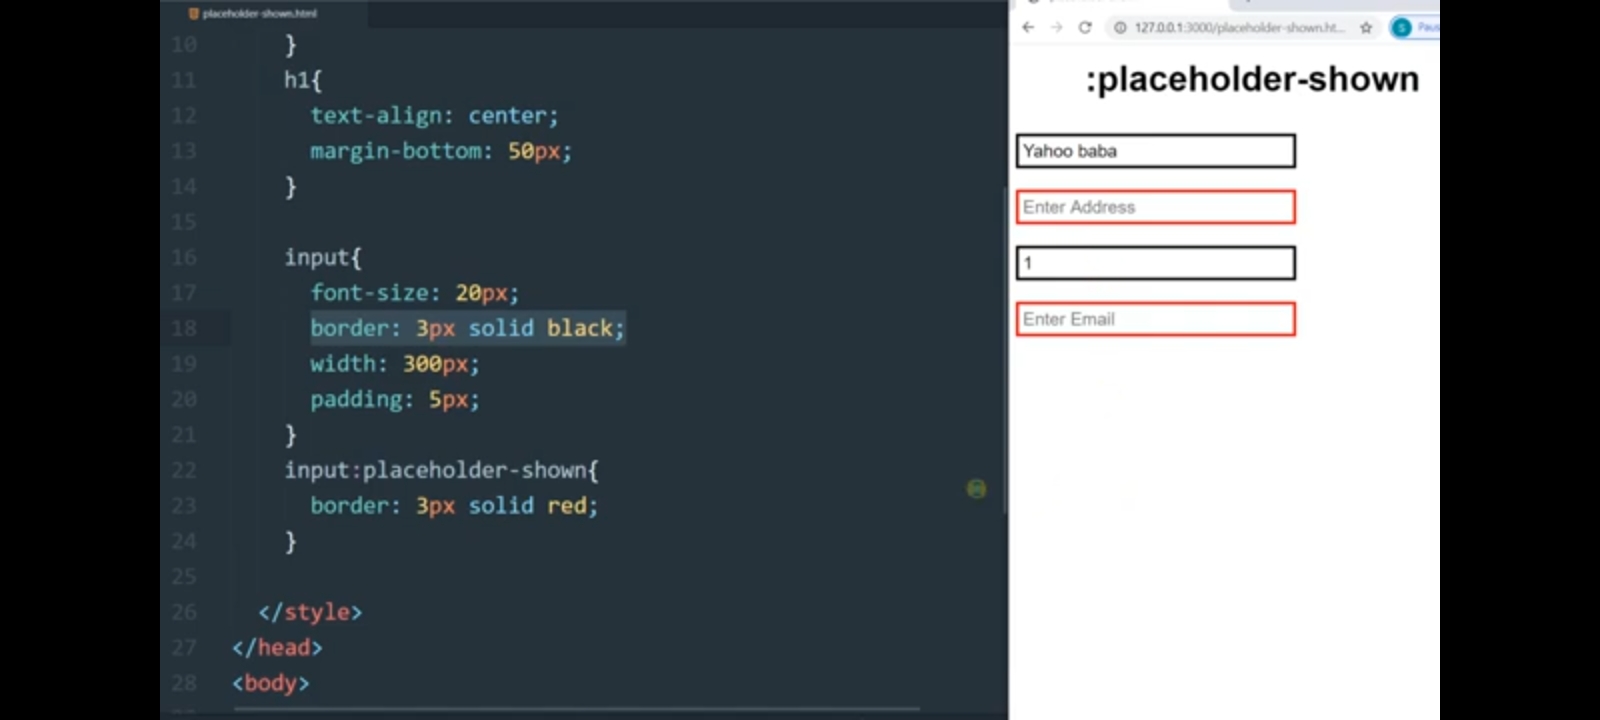 placeholder-shown.html
10 }
11 h1{
12 text-align: center;
13 margin-bottom: 50px;
14 }
15
16 input{
17 font-size: 20px;
18 border: 3px solid black;
19 width: 300px;
20 padding: 5px;
21 }
22 input:placeholder-shown{
23 border: 3px solid red;
24 }
25
26 </style>
27 </head>
28 <body>
127.0.0.1:3000/placeholder-shown.ht...
S
:placeholder-shown
Yahoo baba
Enter Address
1
Enter Email